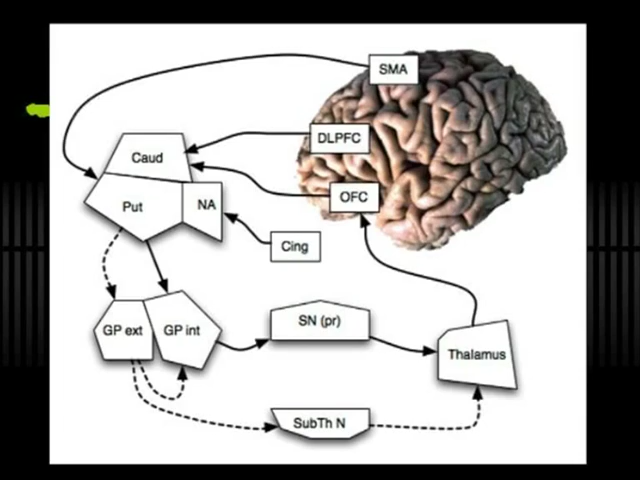 SMA
DLPFC
Caud
OFC
Put
NA
Cing
GP ext
GP int
SN (pr)
Thalamus
SubTh N